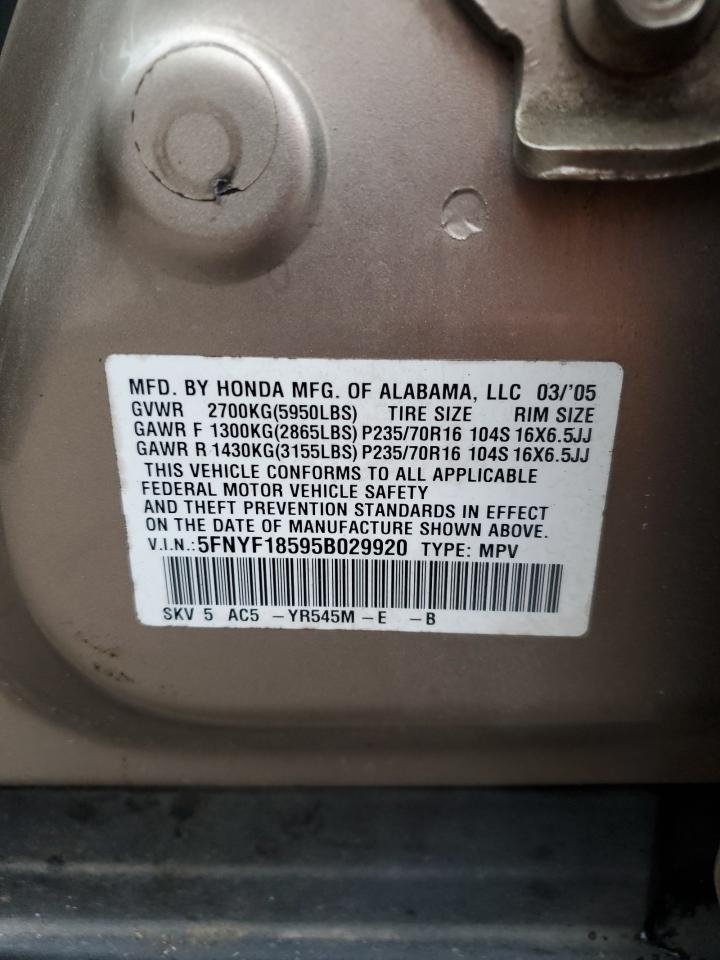 MFD. BY HONDA MFG. OF ALABAMA, LLC 03/'05
GVWR 2700KG(5950LBS) TIRE SIZE RIM SIZE
GAWR F 1300KG(2865LBS) P235/70R16 104S 16X6.5JJ
GAWR R 1430KG(3155LBS) P235/70R16 104S 16X6.5JJ
THIS VEHICLE CONFORMS TO ALL APPLICABLE
FEDERAL MOTOR VEHICLE SAFETY
AND THEFT PREVENTION STANDARDS IN EFFECT
ON THE DATE OF MANUFACTURE SHOWN ABOVE.
V.I.N.:5FNYF18595B029920 TYPE: MPV
SKV 5 AC5 -YR545M -E -B